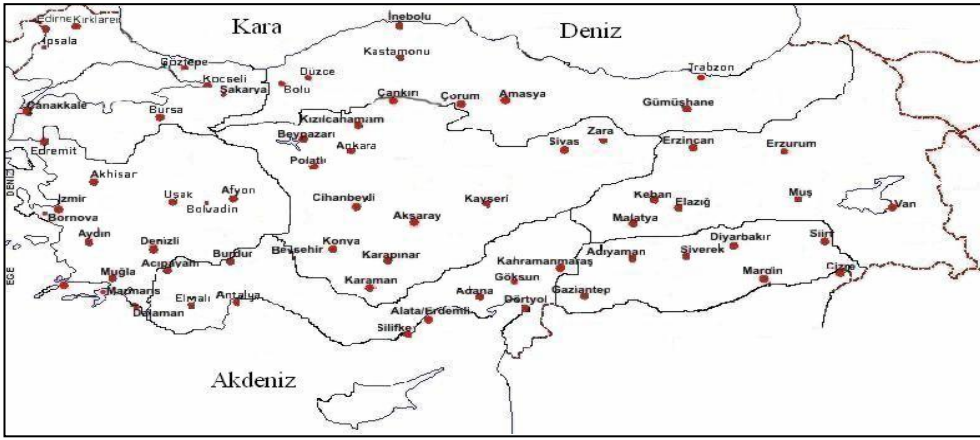 Kara
Deniz
İnebolu
Edirne
Kırklareli
İpsala
Kastamonu
Göztepe
Kocaeli
Sakarya
Düzce
Bolu
Trabzon
Çanakkale
Bursa
Çankırı
Çorum
Amasya
Gümüşhane
Kızılcahamam
Beypazarı
Ankara
Polatlı
Zara
Sivas
Erzincan
Erzurum
Edremit
DENİZ
EGE
Akhisar
İzmir
Bornova
Uşak
Afyon
Bolvadin
Cihanbeyli
Kayseri
Aksaray
Keban
Elazığ
Malatya
Muş
Van
Aydın
Denizli
Acıpayam
Burdur
Beyşehir
Konya
Karapınar
Karaman
Kahramanmaraş
Göksun
Adıyaman
Siverek
Diyarbakır
Siirt
Mardin
Cizre
Muğla
Marmaris
Dalaman
Elmalı
Antalya
Adana
Dörtyol
Gaziantep
Alata/Erdemli
Silifke
Akdeniz